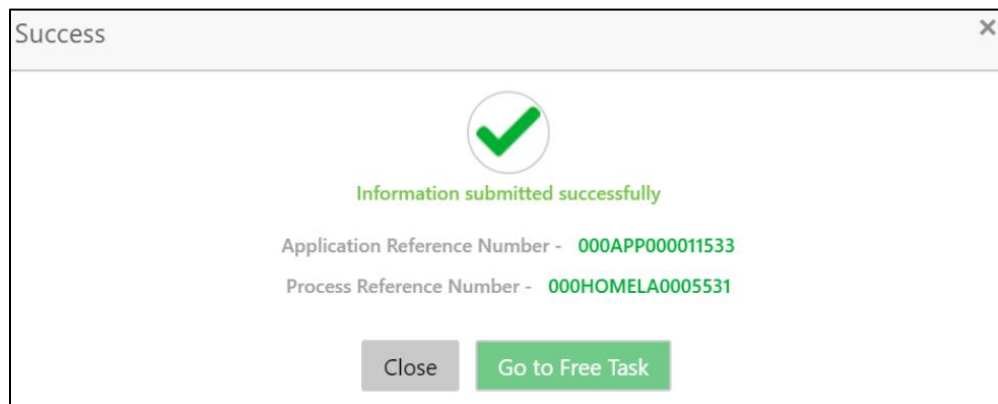 Success
Information submitted successfully
Application Reference Number - 000APP000011533
Process Reference Number - 000HOMELA0005531
Close Go to Free Task